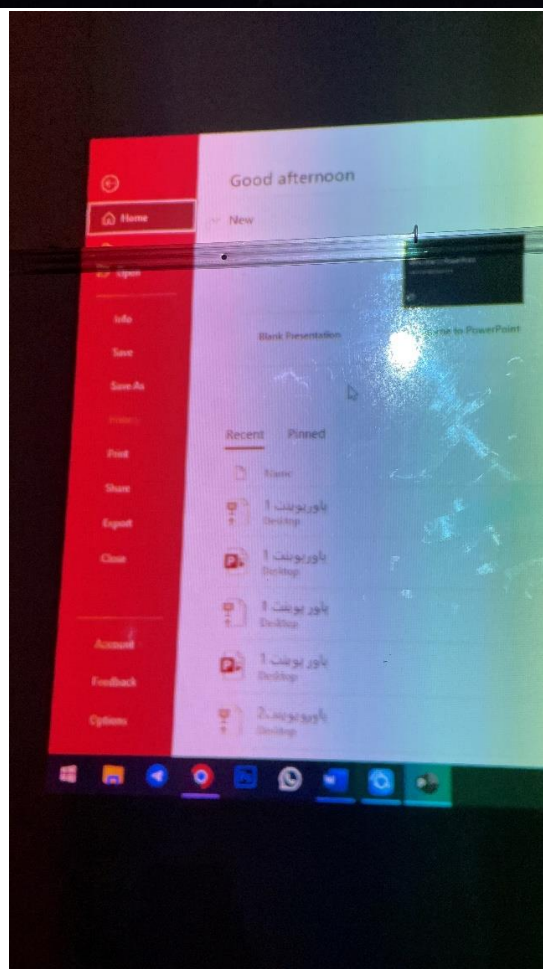 Good afternoon
Home
New
Open
Info
Save
Blank Presentation
to PowerPoint
Save As
Recent
Pinned
Name
Print
Share
Export
Close
پاورپوینت 1
Desktop
پاورپوینت 1
Desktop
پاور پوینت 1
Desktop
پاور پوینت 1
Desktop
پاورپوینت2
Desktop
Account
Feedback
Options